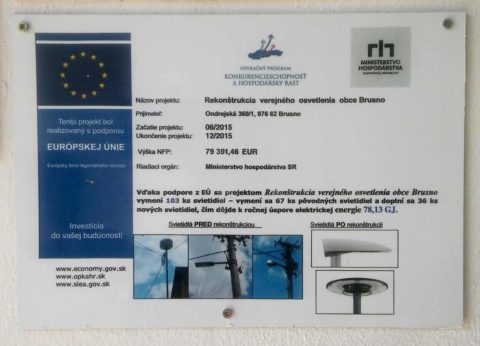 Tento projekt bol
realizovaný s podporou
EURÓPSKEJ ÚNIE
Európsky fond regionálneho rozvoja
Investícia
do vašej budúcnosti
www.economy.gov.sk
www.opkahr.sk
www.siea.gov.sk
OPERAČNÝ PROGRAM
KONKURENCIESCHOPNOSŤ
A HOSPODÁRSKY RAST
MINISTERSTVO
HOSPODÁRSTVA
SLOVENSKEJ REPUBLIKY
Názov projektu: Rekonštrukcia verejného osvetlenia obce Brusno
Prijímateľ: Ondrejská 360/1, 976 62 Brusno
Začatie projektu: 06/2015
Ukončenie projektu: 12/2015
Výška NFP: 79 391,46 EUR
Riadiaci orgán: Ministerstvo hospodárstva SR
Vďaka podpore z EÚ sa projektom Rekonštrukcia verejného osvetlenia obce Brusno
vymení 103 ks svietidiel – vymení sa 67 ks pôvodných svietidiel a doplní sa 36 ks
nových svietidiel, čím dôjde k ročnej úspore elektrickej energie 78,13 GJ.
Svietidlá PRED rekonštrukciou
Svietidlá PO rekonštrukcii